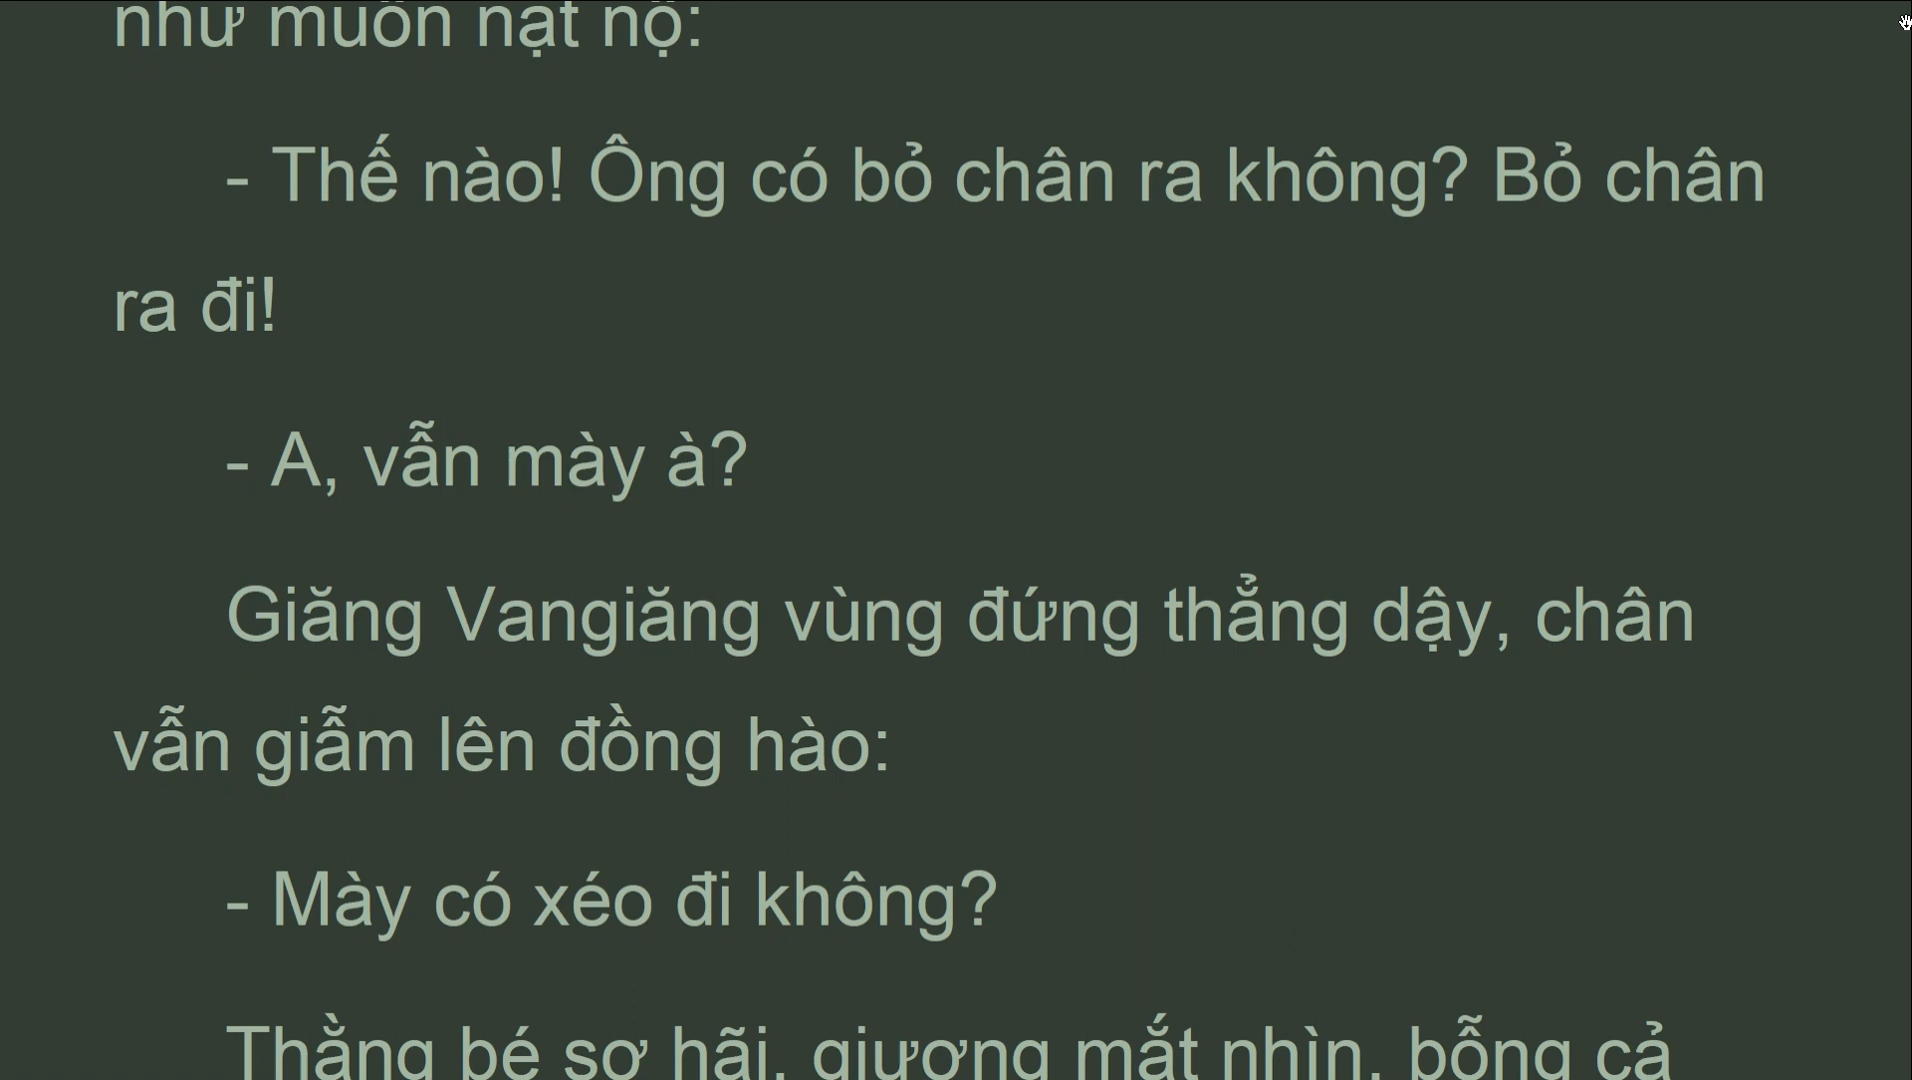 như muốn nạt nộ:
- Thế nào! Ông có bỏ chân ra không? Bỏ chân
ra đi!
- A, vẫn mày à?
Giăng Vangiăng vùng đứng thẳng dậy, chân
vẫn giẫm lên đồng hào:
- Mày có xéo đi không?
Thằng bé sợ hãi, giương mắt nhìn, bỗng cả